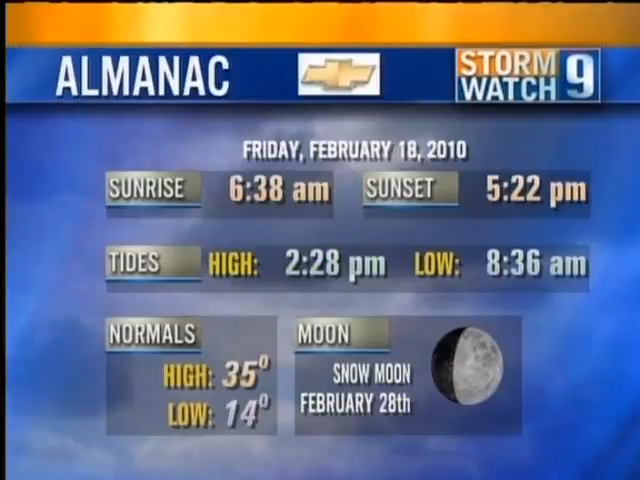 ALMANAC
STORM
WATCH 9
FRIDAY, FEBRUARY 18, 2010
SUNRISE 6:38 am SUNSET 5:22 pm
TIDES HIGH: 2:28 pm LOW: 8:36 am
NORMALS
HIGH: 35°
LOW: 14°
MOON
SNOW MOON
FEBRUARY 28th